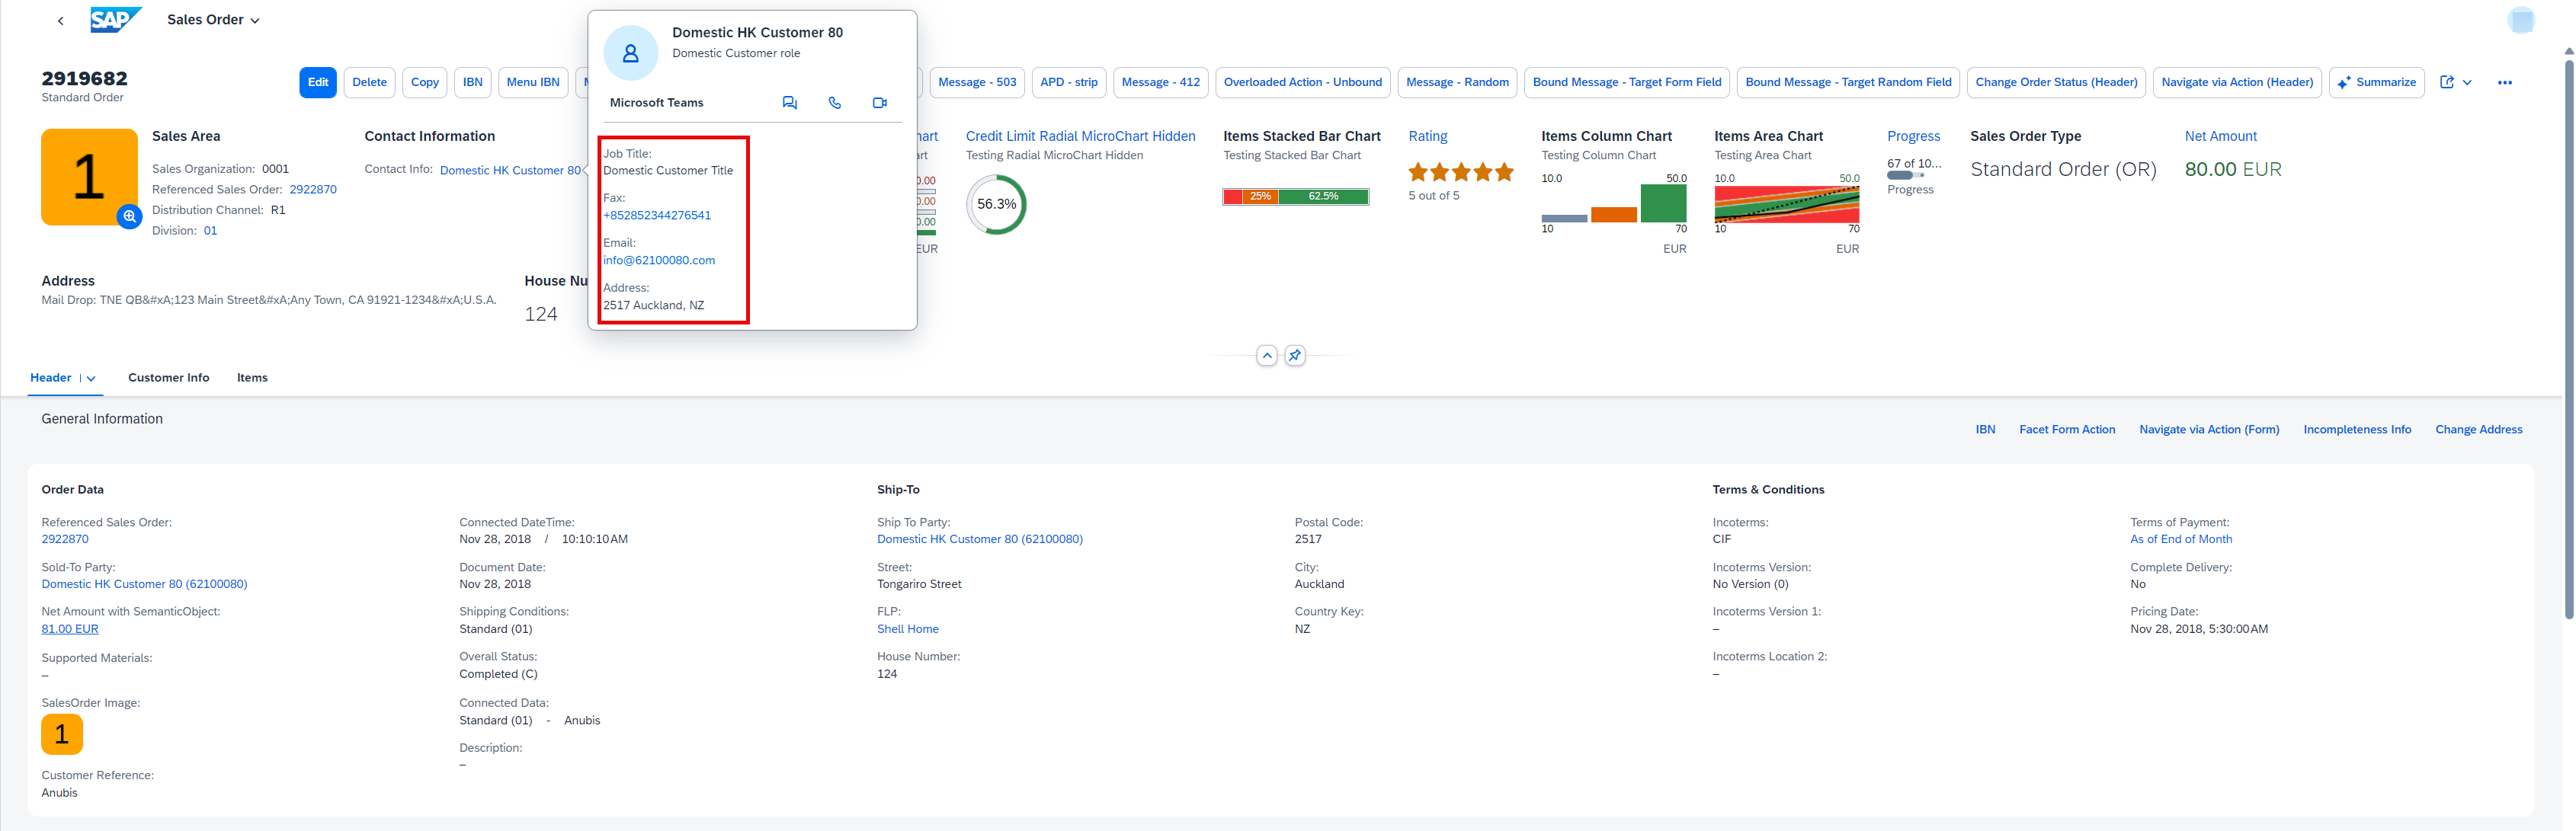 SAP Sales Order
2919682
Standard Order
Edit Delete Copy IBN Menu IBN
Message - 503 APD - strip Message - 412 Overloaded Action - Unbound Message - Random Bound Message - Target Form Field Bound Message - Target Random Field Change Order Status (Header) Navigate via Action (Header) Summarize
Domestic HK Customer 80
Domestic Customer role
Microsoft Teams
Job Title:
Domestic Customer Title
Fax:
+852852344276541
Email:
info@62100080.com
Address:
2517 Auckland, NZ
1
Sales Area
Sales Organization: 0001
Referenced Sales Order: 2922870
Distribution Channel: R1
Division: 01
Contact Information
Contact Info: Domestic HK Customer 80
EUR
Credit Limit Radial MicroChart Hidden
Testing Radial MicroChart Hidden
56.3%
Items Stacked Bar Chart
Testing Stacked Bar Chart
25% 62.5%
Rating
5 out of 5
Items Column Chart
Testing Column Chart
10.0 50.0
10 70
EUR
Items Area Chart
Testing Area Chart
10.0 50.0
10 70
EUR
Progress
67 of 10...
Progress
Sales Order Type
Standard Order (OR)
Net Amount
80.00 EUR
Address
Mail Drop: TNE QB&#xA;123 Main Street&#xA;Any Town, CA 91921-1234&#xA;U.S.A.
House Nu
124
Header Customer Info Items
General Information
IBN Facet Form Action Navigate via Action (Form) Incompleteness Info Change Address
Order Data
Referenced Sales Order:
2922870
Sold-To Party:
Domestic HK Customer 80 (62100080)
Net Amount with SemanticObject:
81.00 EUR
Supported Materials:
–
SalesOrder Image:
1
Customer Reference:
Anubis
Connected DateTime:
Nov 28, 2018 / 10:10:10 AM
Document Date:
Nov 28, 2018
Shipping Conditions:
Standard (01)
Overall Status:
Completed (C)
Connected Data:
Standard (01) - Anubis
Description:
–
Ship-To
Ship To Party:
Domestic HK Customer 80 (62100080)
Street:
Tongariro Street
FLP:
Shell Home
House Number:
124
Postal Code:
2517
City:
Auckland
Country Key:
NZ
Terms & Conditions
Incoterms:
CIF
Incoterms Version:
No Version (0)
Incoterms Version 1:
–
Incoterms Location 2:
–
Terms of Payment:
As of End of Month
Complete Delivery:
No
Pricing Date:
Nov 28, 2018, 5:30:00 AM